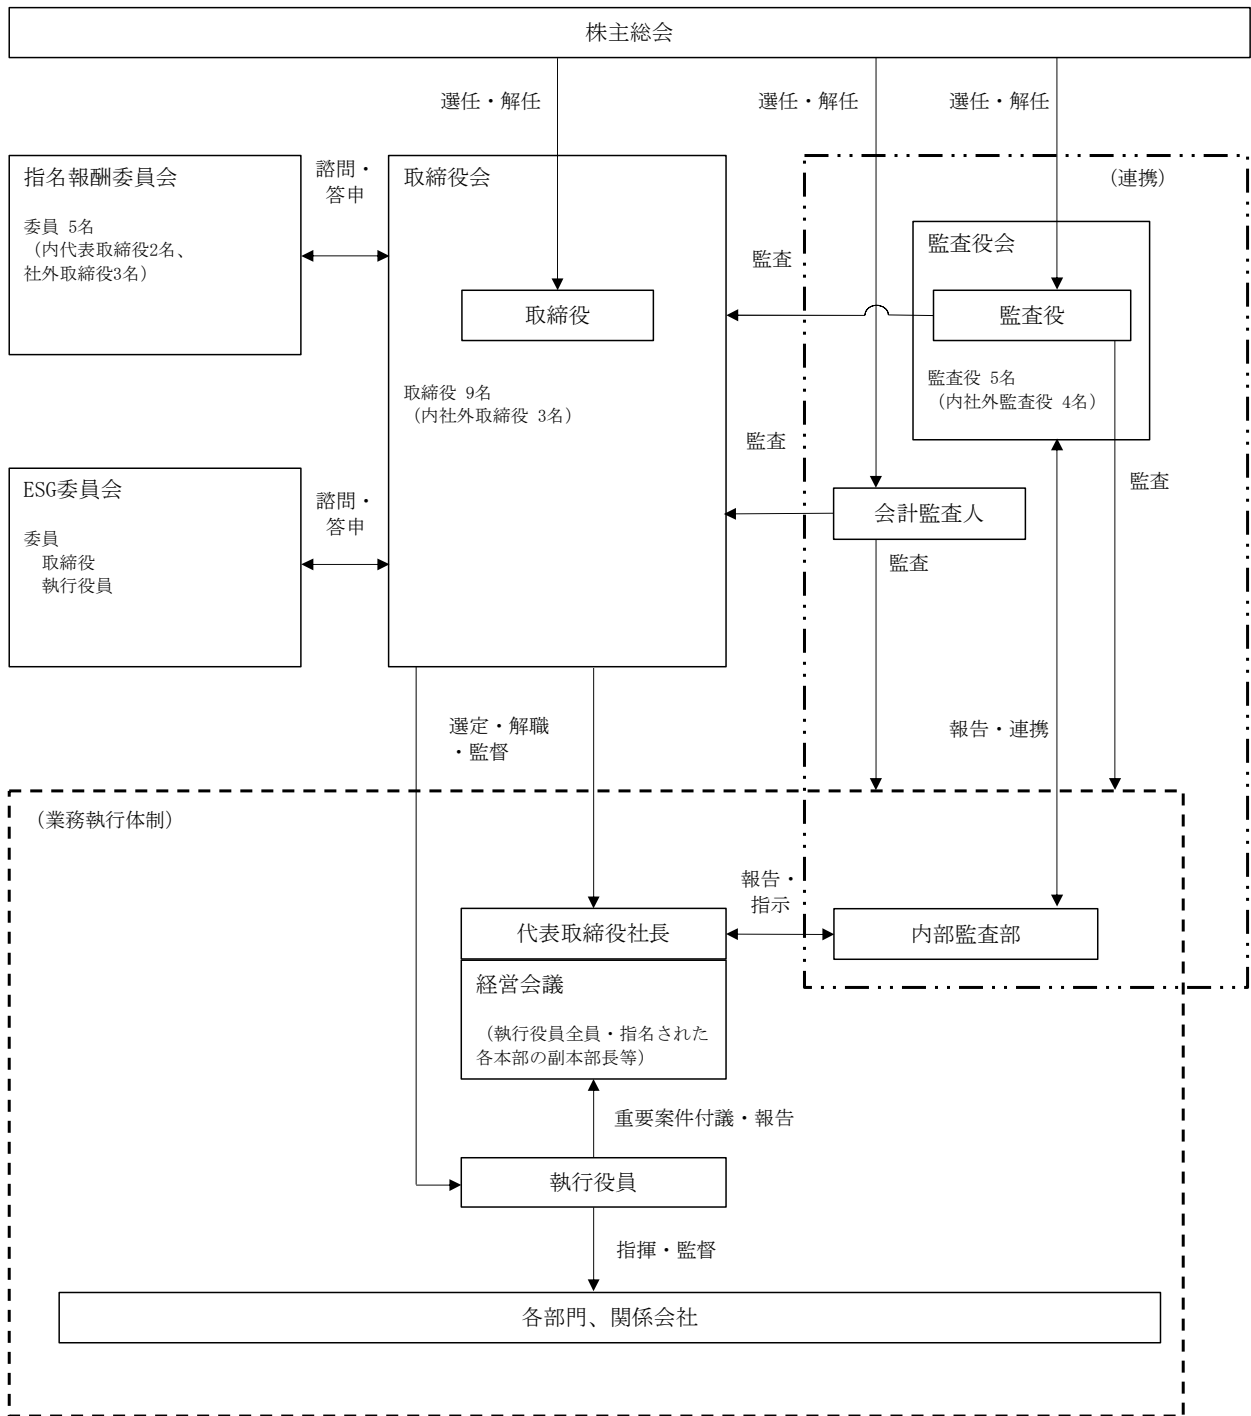 株主総会
選任・解任
選任・解任
選任・解任
指名報酬委員会
委員 5名
（内代表取締役2名、
社外取締役3名）
諮問・
答申
取締役会
取締役
取締役 9名
（内社外取締役 3名）
監査
監査
（連携）
監査役会
監査役
監査役 5名
（内社外監査役 4名）
監査
ESG委員会
委員
取締役
執行役員
諮問・
答申
会計監査人
監査
選定・解職
・監督
報告・連携
（業務執行体制）
報告・
指示
代表取締役社長
内部監査部
経営会議
（執行役員全員・指名された
各本部の副本部長等）
重要案件付議・報告
執行役員
指揮・監督
各部門、関係会社